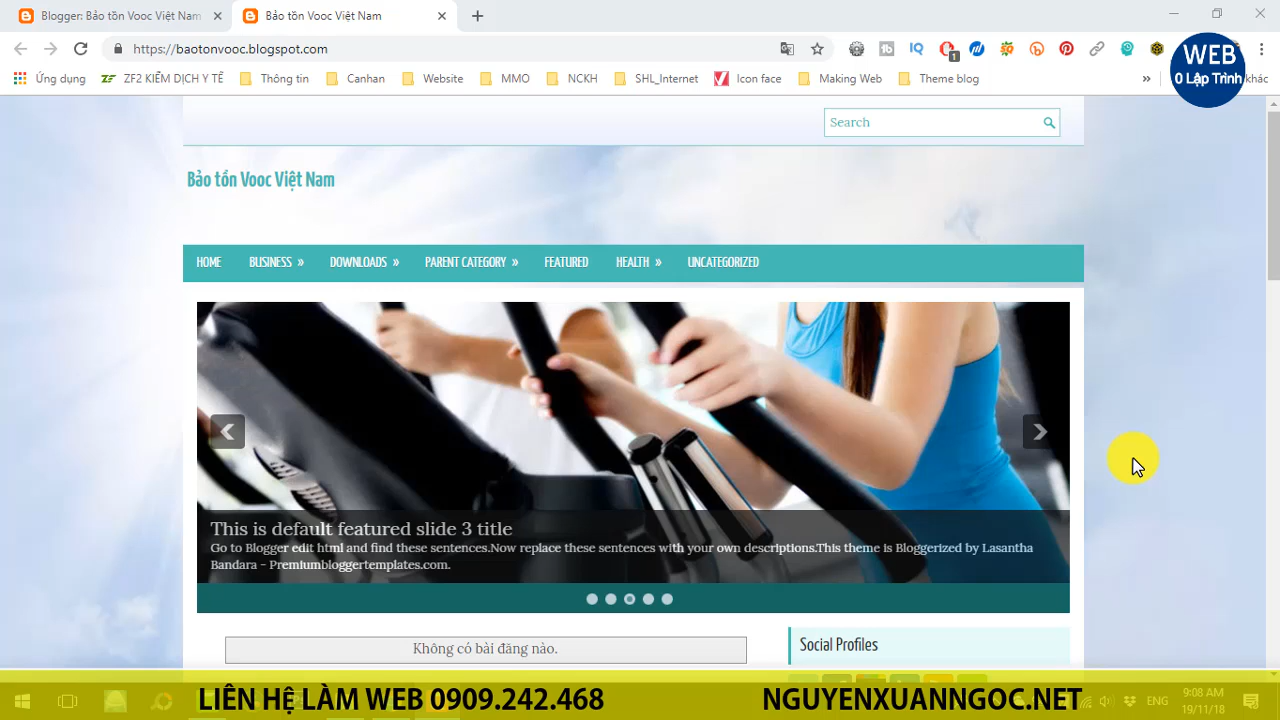 Blogger: Bảo tồn Vooc Việt Nam
Bảo tồn Vooc Việt Nam
https://baotonvooc.blogspot.com
1
Ứng dụng
ZF2 KIỂM DỊCH Y TẾ
Thông tin
Canhan
Website
MMO
NCKH
SHL_Internet
Icon face
Making Web
Theme blog
»
khác
WEB
0 Lập Trình
Search
Bảo tồn Vooc Việt Nam
HOME
BUSINESS »
DOWNLOADS »
PARENT CATEGORY »
FEATURED
HEALTH »
UNCATEGORIZED
This is default featured slide 3 title
Go to Blogger edit html and find these sentences.Now replace these sentences with your own descriptions.This theme is Bloggerized by Lasantha
Bandara - Premiumbloggertemplates.com.
Không có bài đăng nào.
Social Profiles
LIÊN HỆ LÀM WEB 0909.242.468
NGUYENXUANNGOC.NET
ENG
9:08 AM
19/11/18